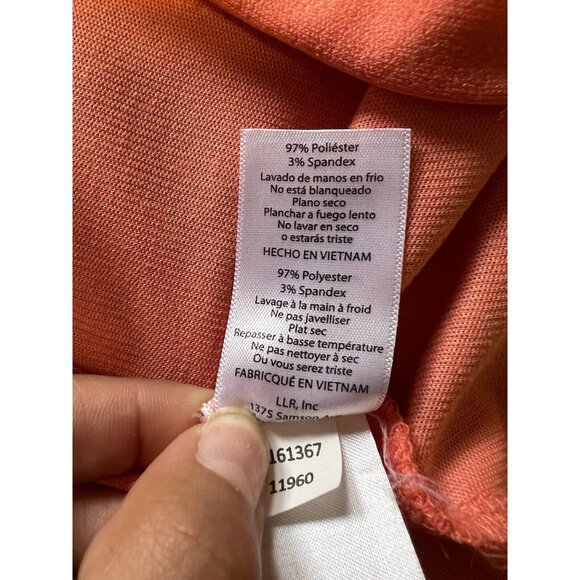 97% Poliéster
3% Spandex
Lavado de manos en frio
No está blanqueado
Plano seco
Planchar a fuego lento
No lavar en seco
o estarás triste
HECHO EN VIETNAM
97% Polyester
3% Spandex
Lavage à la main à froid
Ne pas javelliser
Plat sec
Repasser à basse température
Ne pas nettoyer à sec
Ou vous serez triste
FABRICQUÉ EN VIETNAM
LLR, Inc
1375 Samson
161367
11960